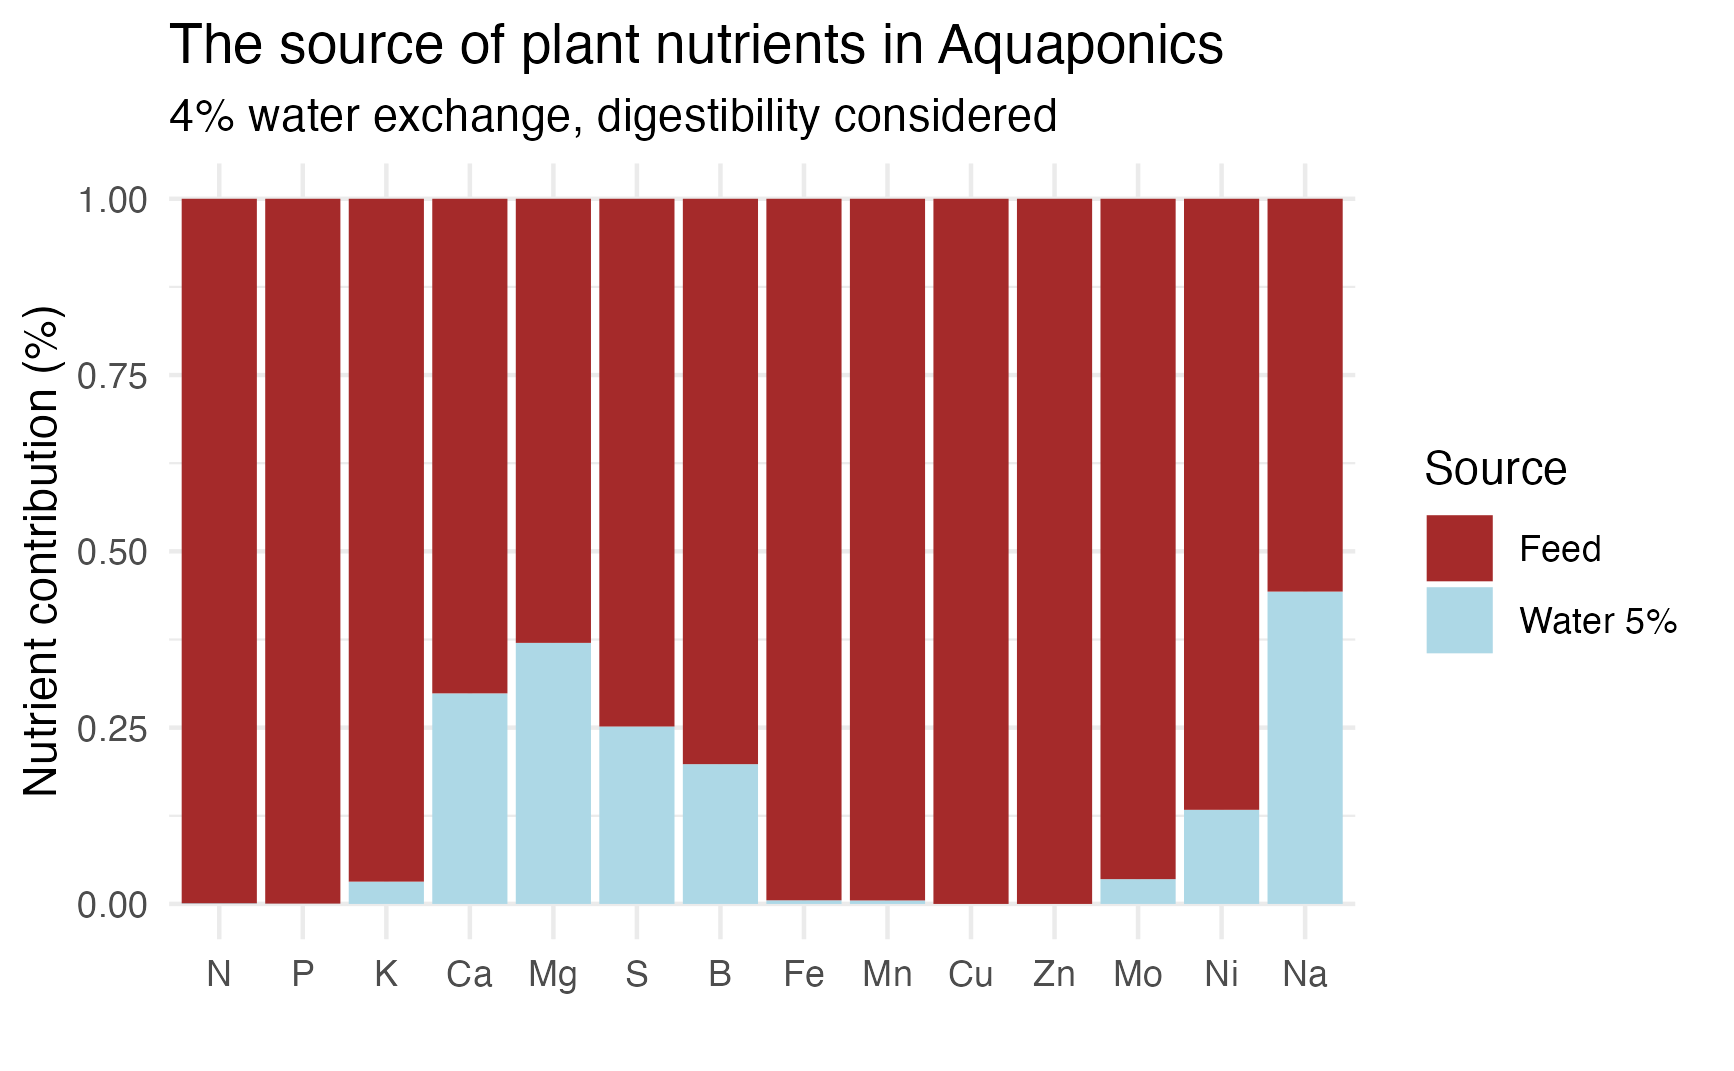 The source of plant nutrients in Aquaponics
4% water exchange, digestibility considered
Nutrient contribution (%)
1.00
0.75
0.50
0.25
0.00
N P K Ca Mg S B Fe Mn Cu Zn Mo Ni Na
Source
Feed
Water 5%